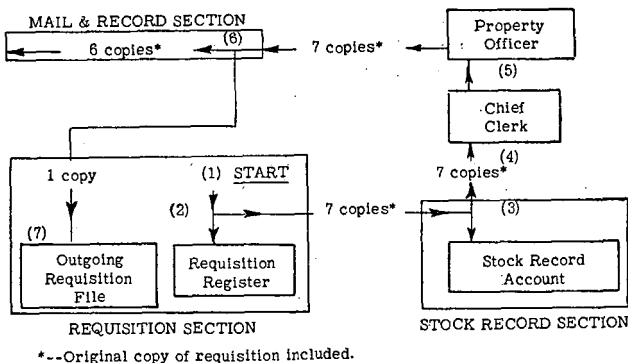 MAIL & RECORD SECTION
6 copies*
(6)
7 copies*
Property
Officer
(5)
Chief
Clerk
(4)
7 copies*
1 copy
(1) START
(2)
7 copies*
(3)
(7)
Outgoing
Requisition
File
Requisition
Register
Stock Record
Account
REQUISITION SECTION
STOCK RECORD SECTION
*--Original copy of requisition included.